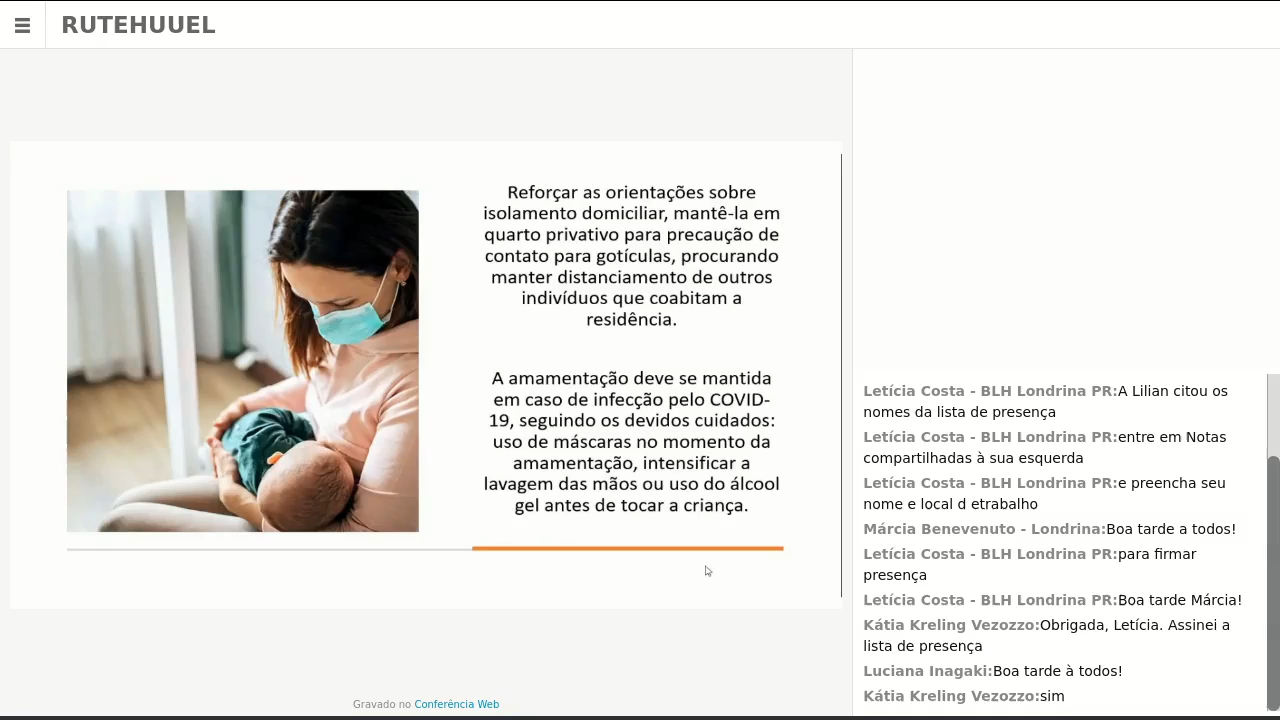 RUTEHUUEL
Reforçar as orientações sobre
isolamento domiciliar, mantê-la em
quarto privativo para precaução de
contato para gotículas, procurando
manter distanciamento de outros
indivíduos que coabitam a
residência.
A amamentação deve se mantida
em caso de infecção pelo COVID-
19, seguindo os devidos cuidados:
uso de máscaras no momento da
amamentação, intensificar a
lavagem das mãos ou uso do álcool
gel antes de tocar a criança.
Gravado no Conferência Web
Letícia Costa - BLH Londrina PR:A Lilian citou os
nomes da lista de presença
Letícia Costa - BLH Londrina PR:entre em Notas
compartilhadas à sua esquerda
Letícia Costa - BLH Londrina PR:e preencha seu
nome e local d etrabalho
Márcia Benevenuto - Londrina:Boa tarde a todos!
Letícia Costa - BLH Londrina PR:para firmar
presença
Letícia Costa - BLH Londrina PR:Boa tarde Márcia!
Kátia Kreling Vezozzo:Obrigada, Letícia. Assinei a
lista de presença
Luciana Inagaki:Boa tarde à todos!
Kátia Kreling Vezozzo:sim